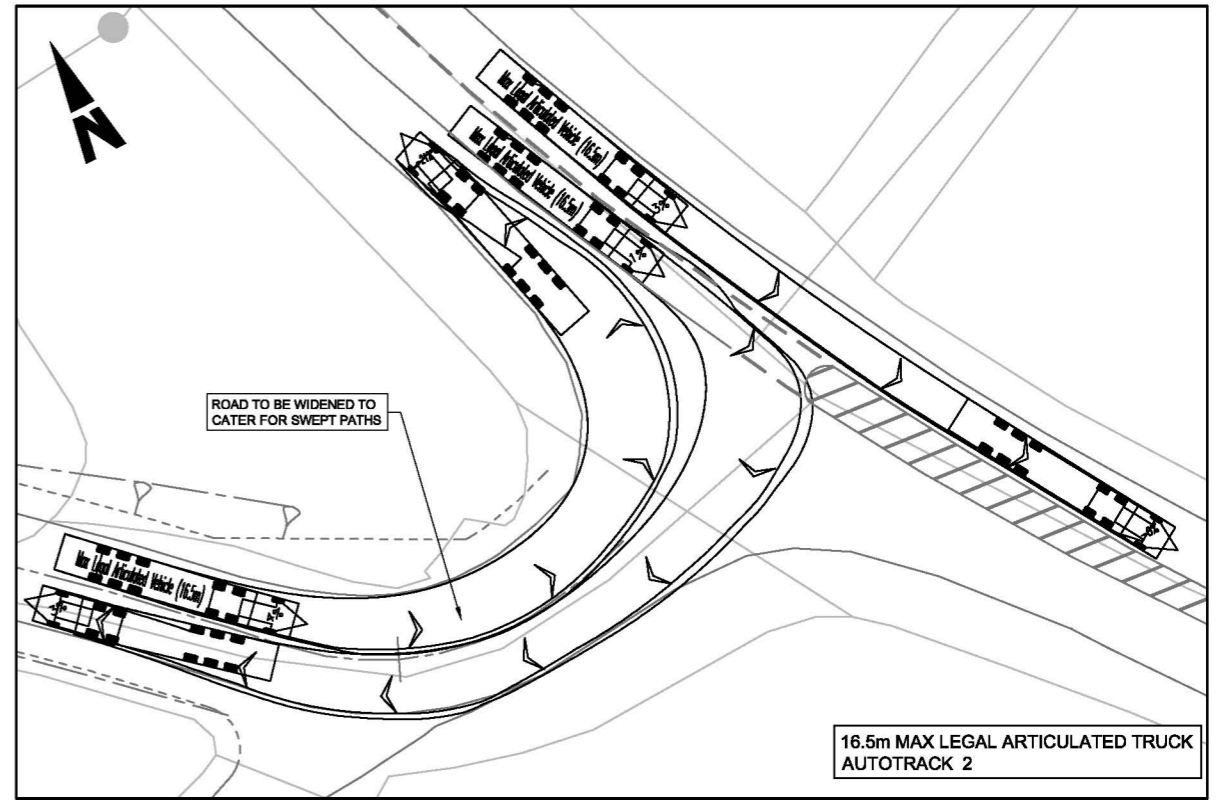 N
Max Legal Articulated Vehicle (16.5m)
Max Legal Articulated Vehicle (16.5m)
ROAD TO BE WIDENED TO
CATER FOR SWEPT PATHS
Max Legal Articulated Vehicle (16.5m)
16.5m MAX LEGAL ARTICULATED TRUCK
AUTOTRACK 2